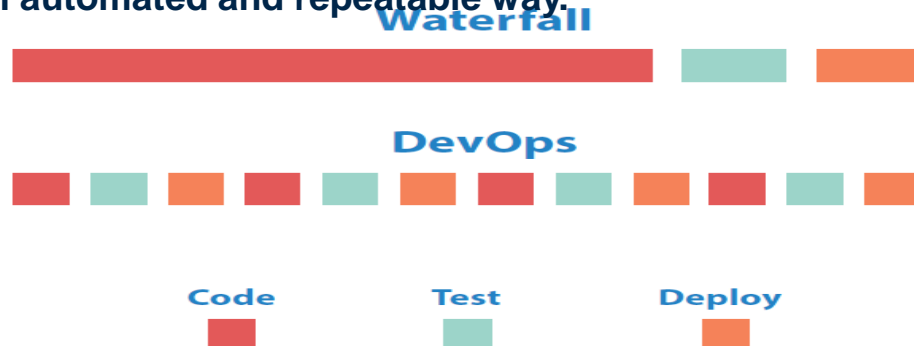 automated and repeatable way.
Waterfall
DevOps
Code Test Deploy